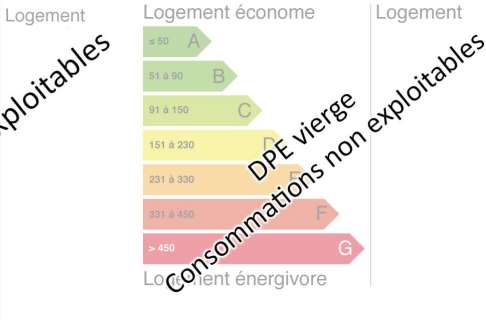 Logement
xploitables
Logement économe
≤ 50 A
51 à 90 B
91 à 150 C
151 à 230 D
231 à 330 E
331 à 450 F
> 450 G
Logement énergivore
DPE vierge
Consommations non exploitables
Logement